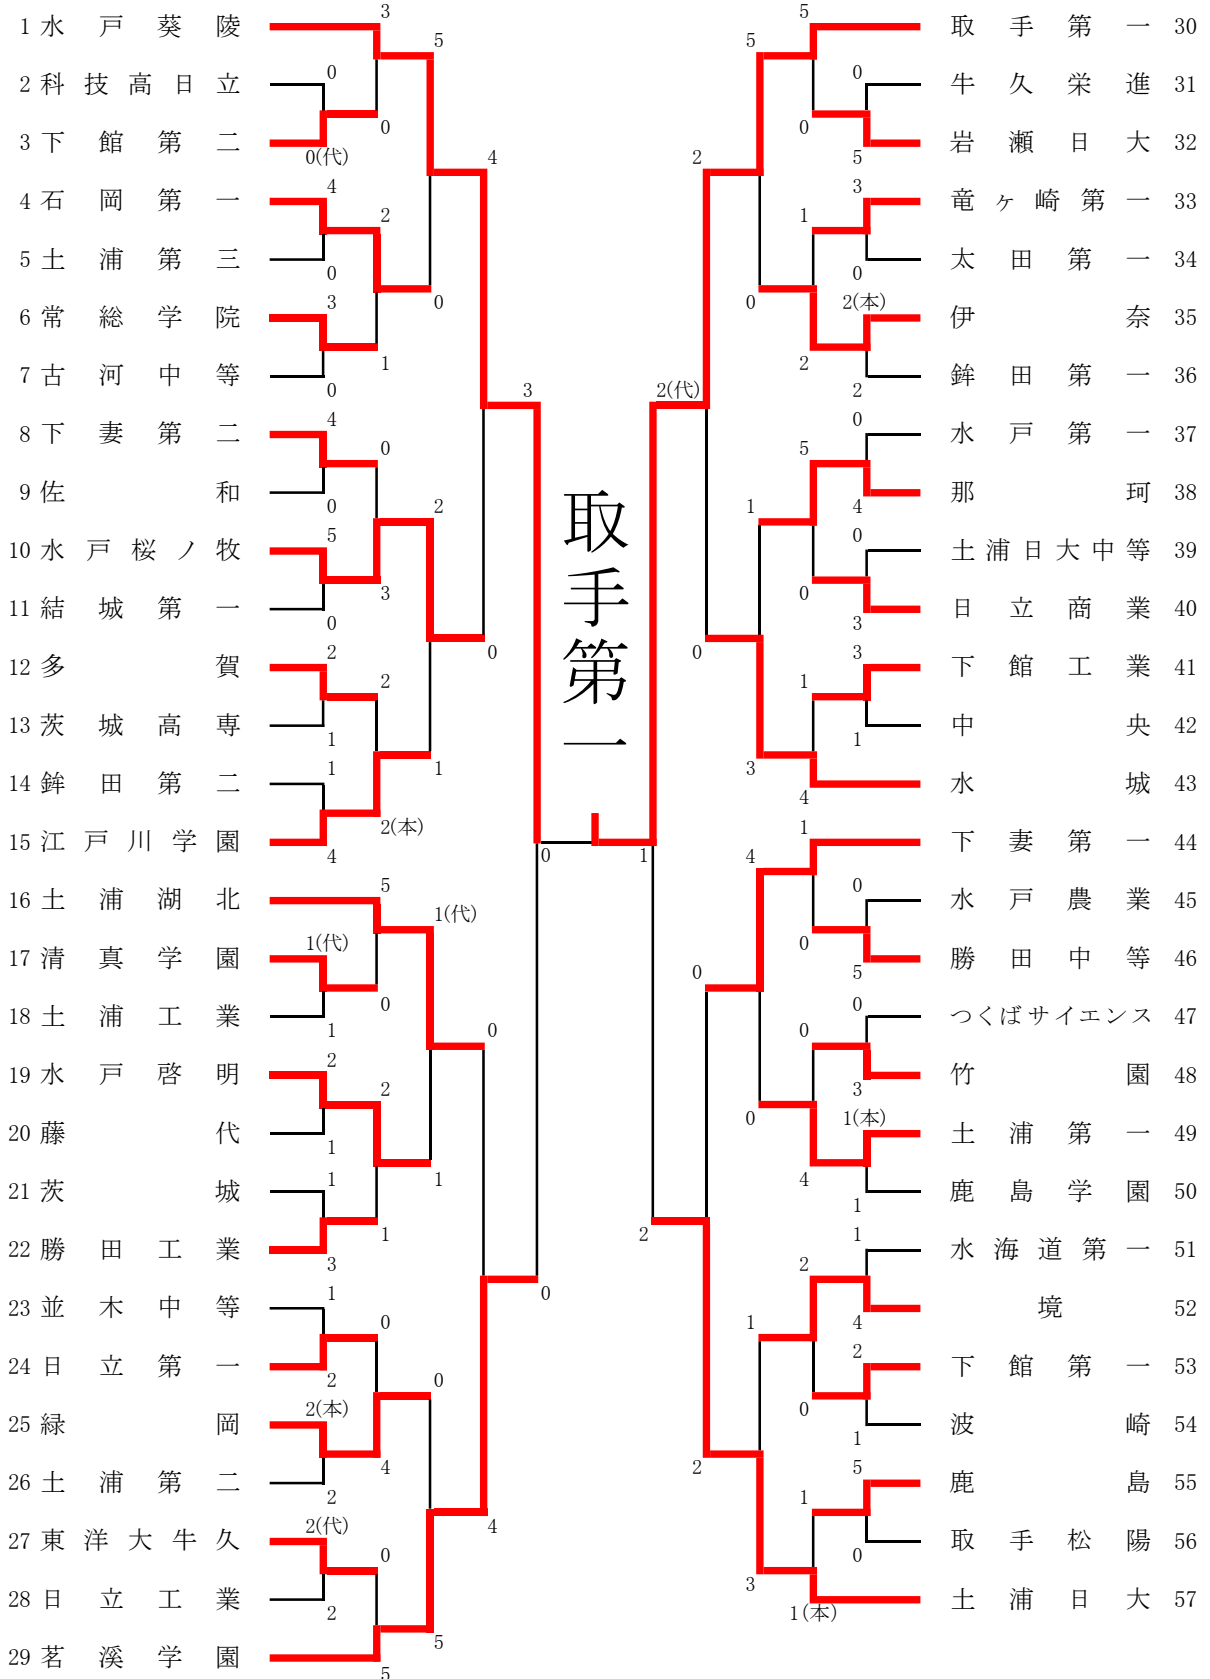 1 水戸葵陵
2 科技高日立
3 下館第二
4 石岡第一
5 土浦第三
6 常総学院
7 古河中等
8 下妻第二
9 佐和
10 水戸桜ノ牧
11 結城第一
12 多賀
13 茨城高専
14 鉾田第二
15 江戸川学園
16 土浦湖北
17 清真学園
18 土浦工業
19 水戸啓明
20 藤代
21 茨城
22 勝田工業
23 並木中等
24 日立第一
25 緑岡
26 土浦第二
27 東洋大牛久
28 日立工業
29 茗溪学園
0
0(代)
4
0
3
0
4
0
5
0
2
1
1
4
1(代)
1
2
1
1
3
1
2
2(本)
2
2(代)
2
3
0
2
1
0
3
2
2(本)
5
0
2
1
0
4
0
5
5
0
2
1
1(代)
1
0
5
4
0
0
4
3
0
0
取手第一
1
2(代)
2
2
0
0
2
5
0
1
3
4
0
1
3
5
0
1
2
5
0
1
4
1
0
0
4
2
0
1
1(本)
0
5
3
0
2(本)
2
0
4
0
3
3
1
0
5
0
3
1(本)
1
1
4
2
1
5
0
取手第一 30
牛久栄進 31
岩瀬日大 32
竜ヶ崎第一 33
太田第一 34
伊奈 35
鉾田第一 36
水戸第一 37
那珂 38
土浦日大中等 39
日立商業 40
下館工業 41
中央 42
水城 43
下妻第一 44
水戸農業 45
勝田中等 46
つくばサイエンス 47
竹園 48
土浦第一 49
鹿島学園 50
水海道第一 51
境 52
下館第一 53
波崎 54
鹿島 55
取手松陽 56
土浦日大 57